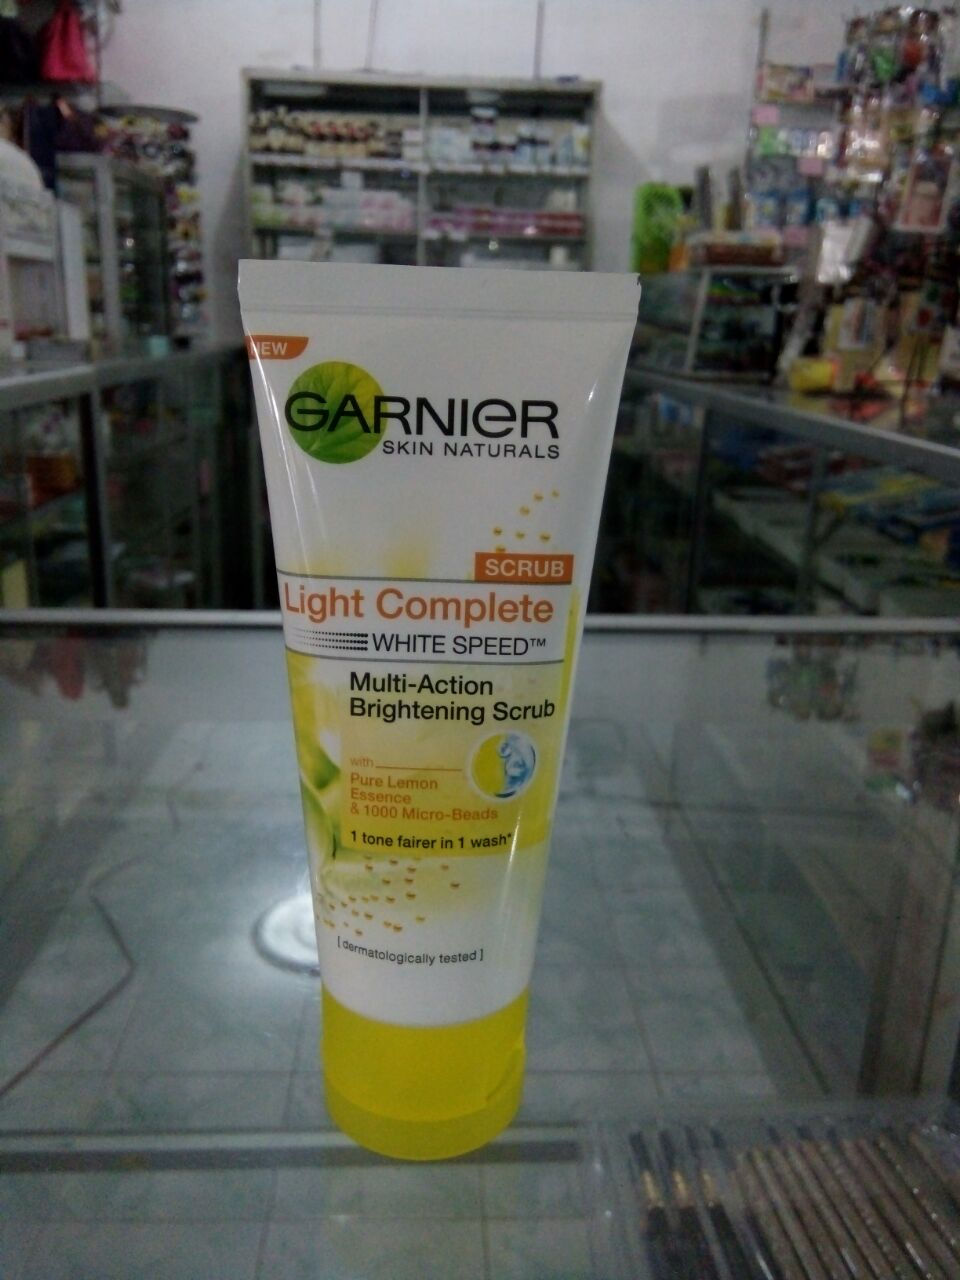 NEW
GARNIER
SKIN NATURALS
SCRUB
Light Complete
WHITE SPEED™
Multi-Action
Brightening Scrub
with
Pure Lemon
Essence
& 1000 Micro-Beads
1 tone fairer in 1 wash*
[dermatologically tested]